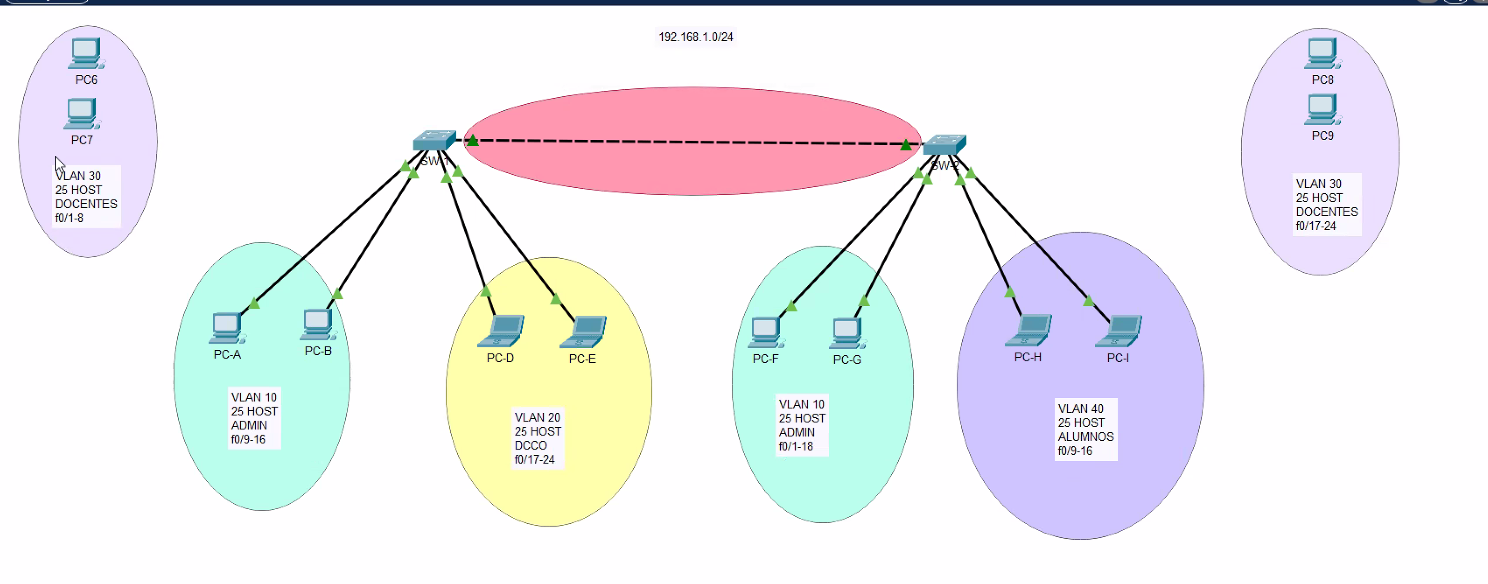 192.168.1.0/24
PC6
PC7
VLAN 30
25 HOST
DOCENTES
f0/1-8
PC8
PC9
VLAN 30
25 HOST
DOCENTES
f0/17-24
SW-1
SW-2
PC-A
PC-B
VLAN 10
25 HOST
ADMIN
f0/9-16
PC-D
PC-E
VLAN 20
25 HOST
DCCO
f0/17-24
PC-F
PC-G
VLAN 10
25 HOST
ADMIN
f0/1-18
PC-H
PC-I
VLAN 40
25 HOST
ALUMNOS
f0/9-16